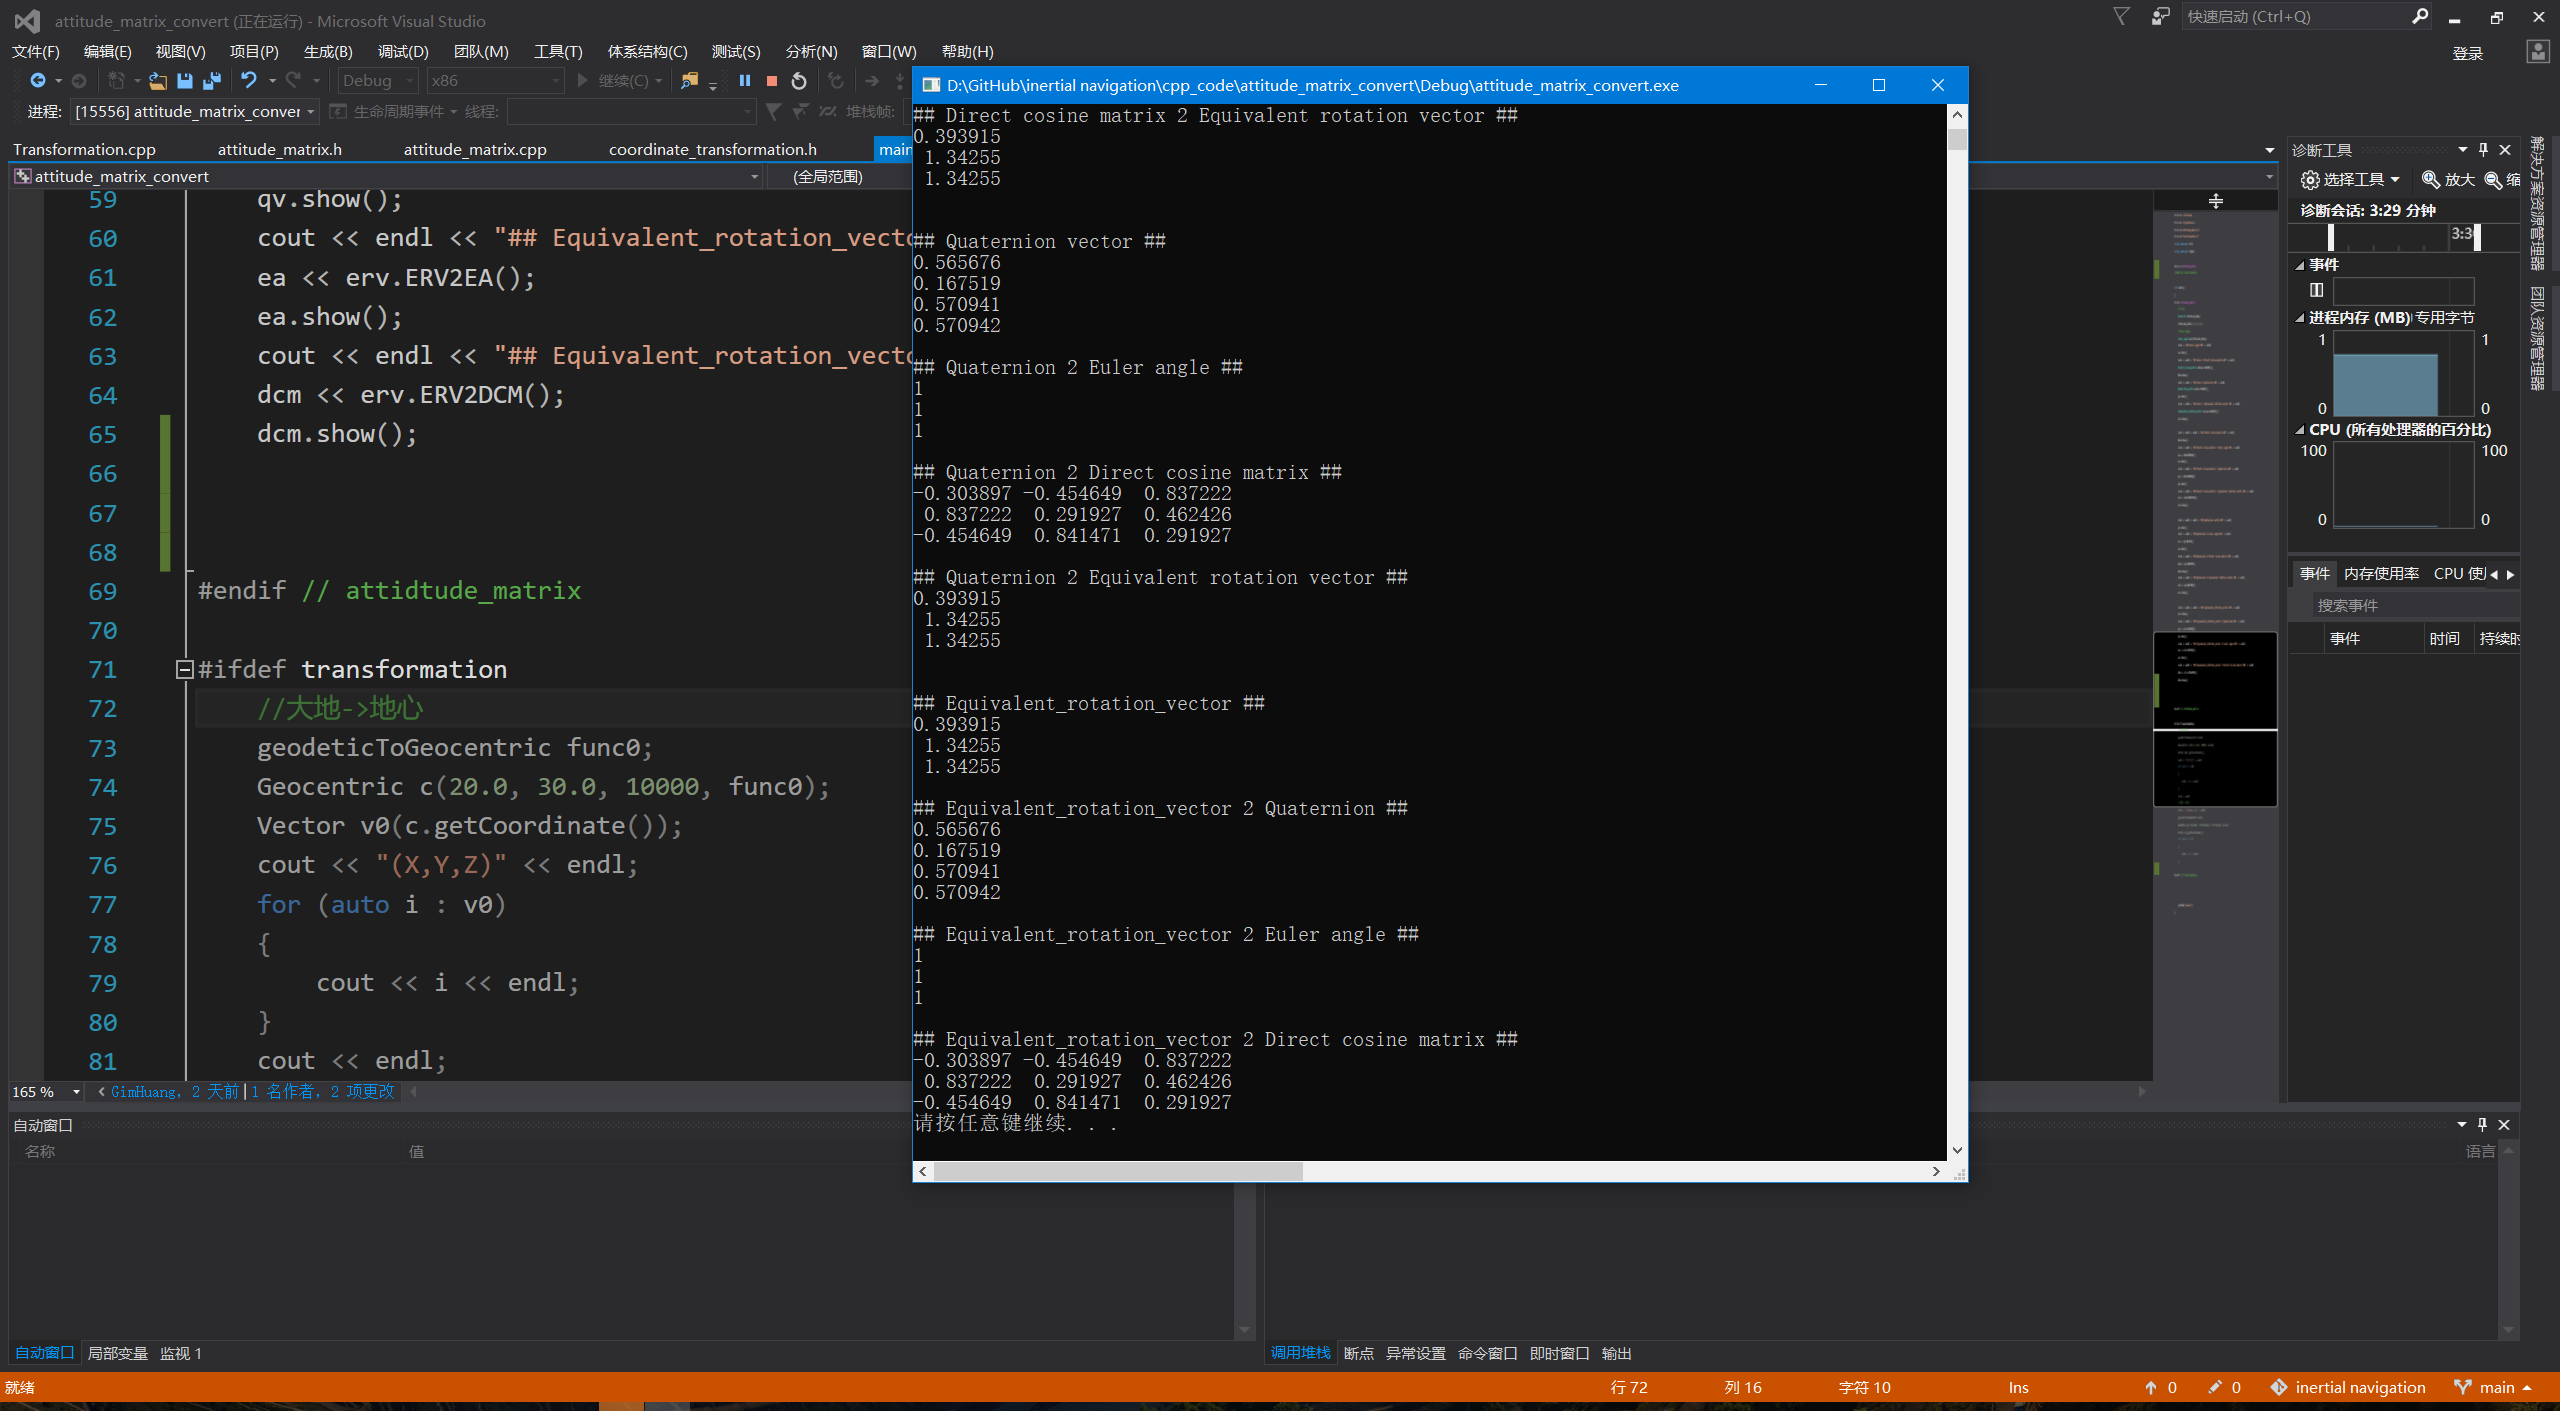 attitude_matrix_convert (正在运行) - Microsoft Visual Studio
快速启动 (Ctrl+Q)
文件(F) 编辑(E) 视图(V) 项目(P) 生成(B) 调试(D) 团队(M) 工具(T) 体系结构(C) 测试(S) 分析(N) 窗口(W) 帮助(H)
登录
Debug x86 继续(C)
进程: [15556] attitude_matrix_conver 生命周期事件 线程: 堆栈帧:
Transformation.cpp attitude_matrix.h attitude_matrix.cpp coordinate_transformation.h main
attitude_matrix_convert (全局范围)
59 qv.show();
60 cout << endl << "## Equivalent_rotation_vect
61 ea << erv.ERV2EA();
62 ea.show();
63 cout << endl << "## Equivalent_rotation_vect
64 dcm << erv.ERV2DCM();
65 dcm.show();
66
67
68
69 #endif // attidtude_matrix
70
71 #ifdef transformation
72 //大地->地心
73 geodeticToGeocentric func0;
74 Geocentric c(20.0, 30.0, 10000, func0);
75 Vector v0(c.getCoordinate());
76 cout << "(X,Y,Z)" << endl;
77 for (auto i : v0)
78 {
79 cout << i << endl;
80 }
81 cout << endl;
165 % GimHuang, 2 天前 | 1 名作者, 2 项更改
D:\GitHub\inertial navigation\cpp_code\attitude_matrix_convert\Debug\attitude_matrix_convert.exe
## Direct cosine matrix 2 Equivalent rotation vector ##
0.393915
1.34255
1.34255
## Quaternion vector ##
0.565676
0.167519
0.570941
0.570942
## Quaternion 2 Euler angle ##
1
1
1
## Quaternion 2 Direct cosine matrix ##
-0.303897 -0.454649 0.837222
0.837222 0.291927 0.462426
-0.454649 0.841471 0.291927
## Quaternion 2 Equivalent rotation vector ##
0.393915
1.34255
1.34255
## Equivalent_rotation_vector ##
0.393915
1.34255
1.34255
## Equivalent_rotation_vector 2 Quaternion ##
0.565676
0.167519
0.570941
0.570942
## Equivalent_rotation_vector 2 Euler angle ##
1
1
1
## Equivalent_rotation_vector 2 Direct cosine matrix ##
-0.303897 -0.454649 0.837222
0.837222 0.291927 0.462426
-0.454649 0.841471 0.291927
请按任意键继续. . .
诊断工具
选择工具 放大 缩
诊断会话: 3:29 分钟
3:3
事件
进程内存 (MB) 专用字节
1 1
0 0
CPU (所有处理器的百分比)
100 100
0 0
事件 内存使用率 CPU 使
搜索事件
事件 时间 持续时
解决方案资源管理器
团队资源管理器
自动窗口
名称 值
语言
自动窗口 局部变量 监视 1
调用堆栈 断点 异常设置 命令窗口 即时窗口 输出
就绪 行 72 列 16 字符 10 Ins 0 0 inertial navigation main